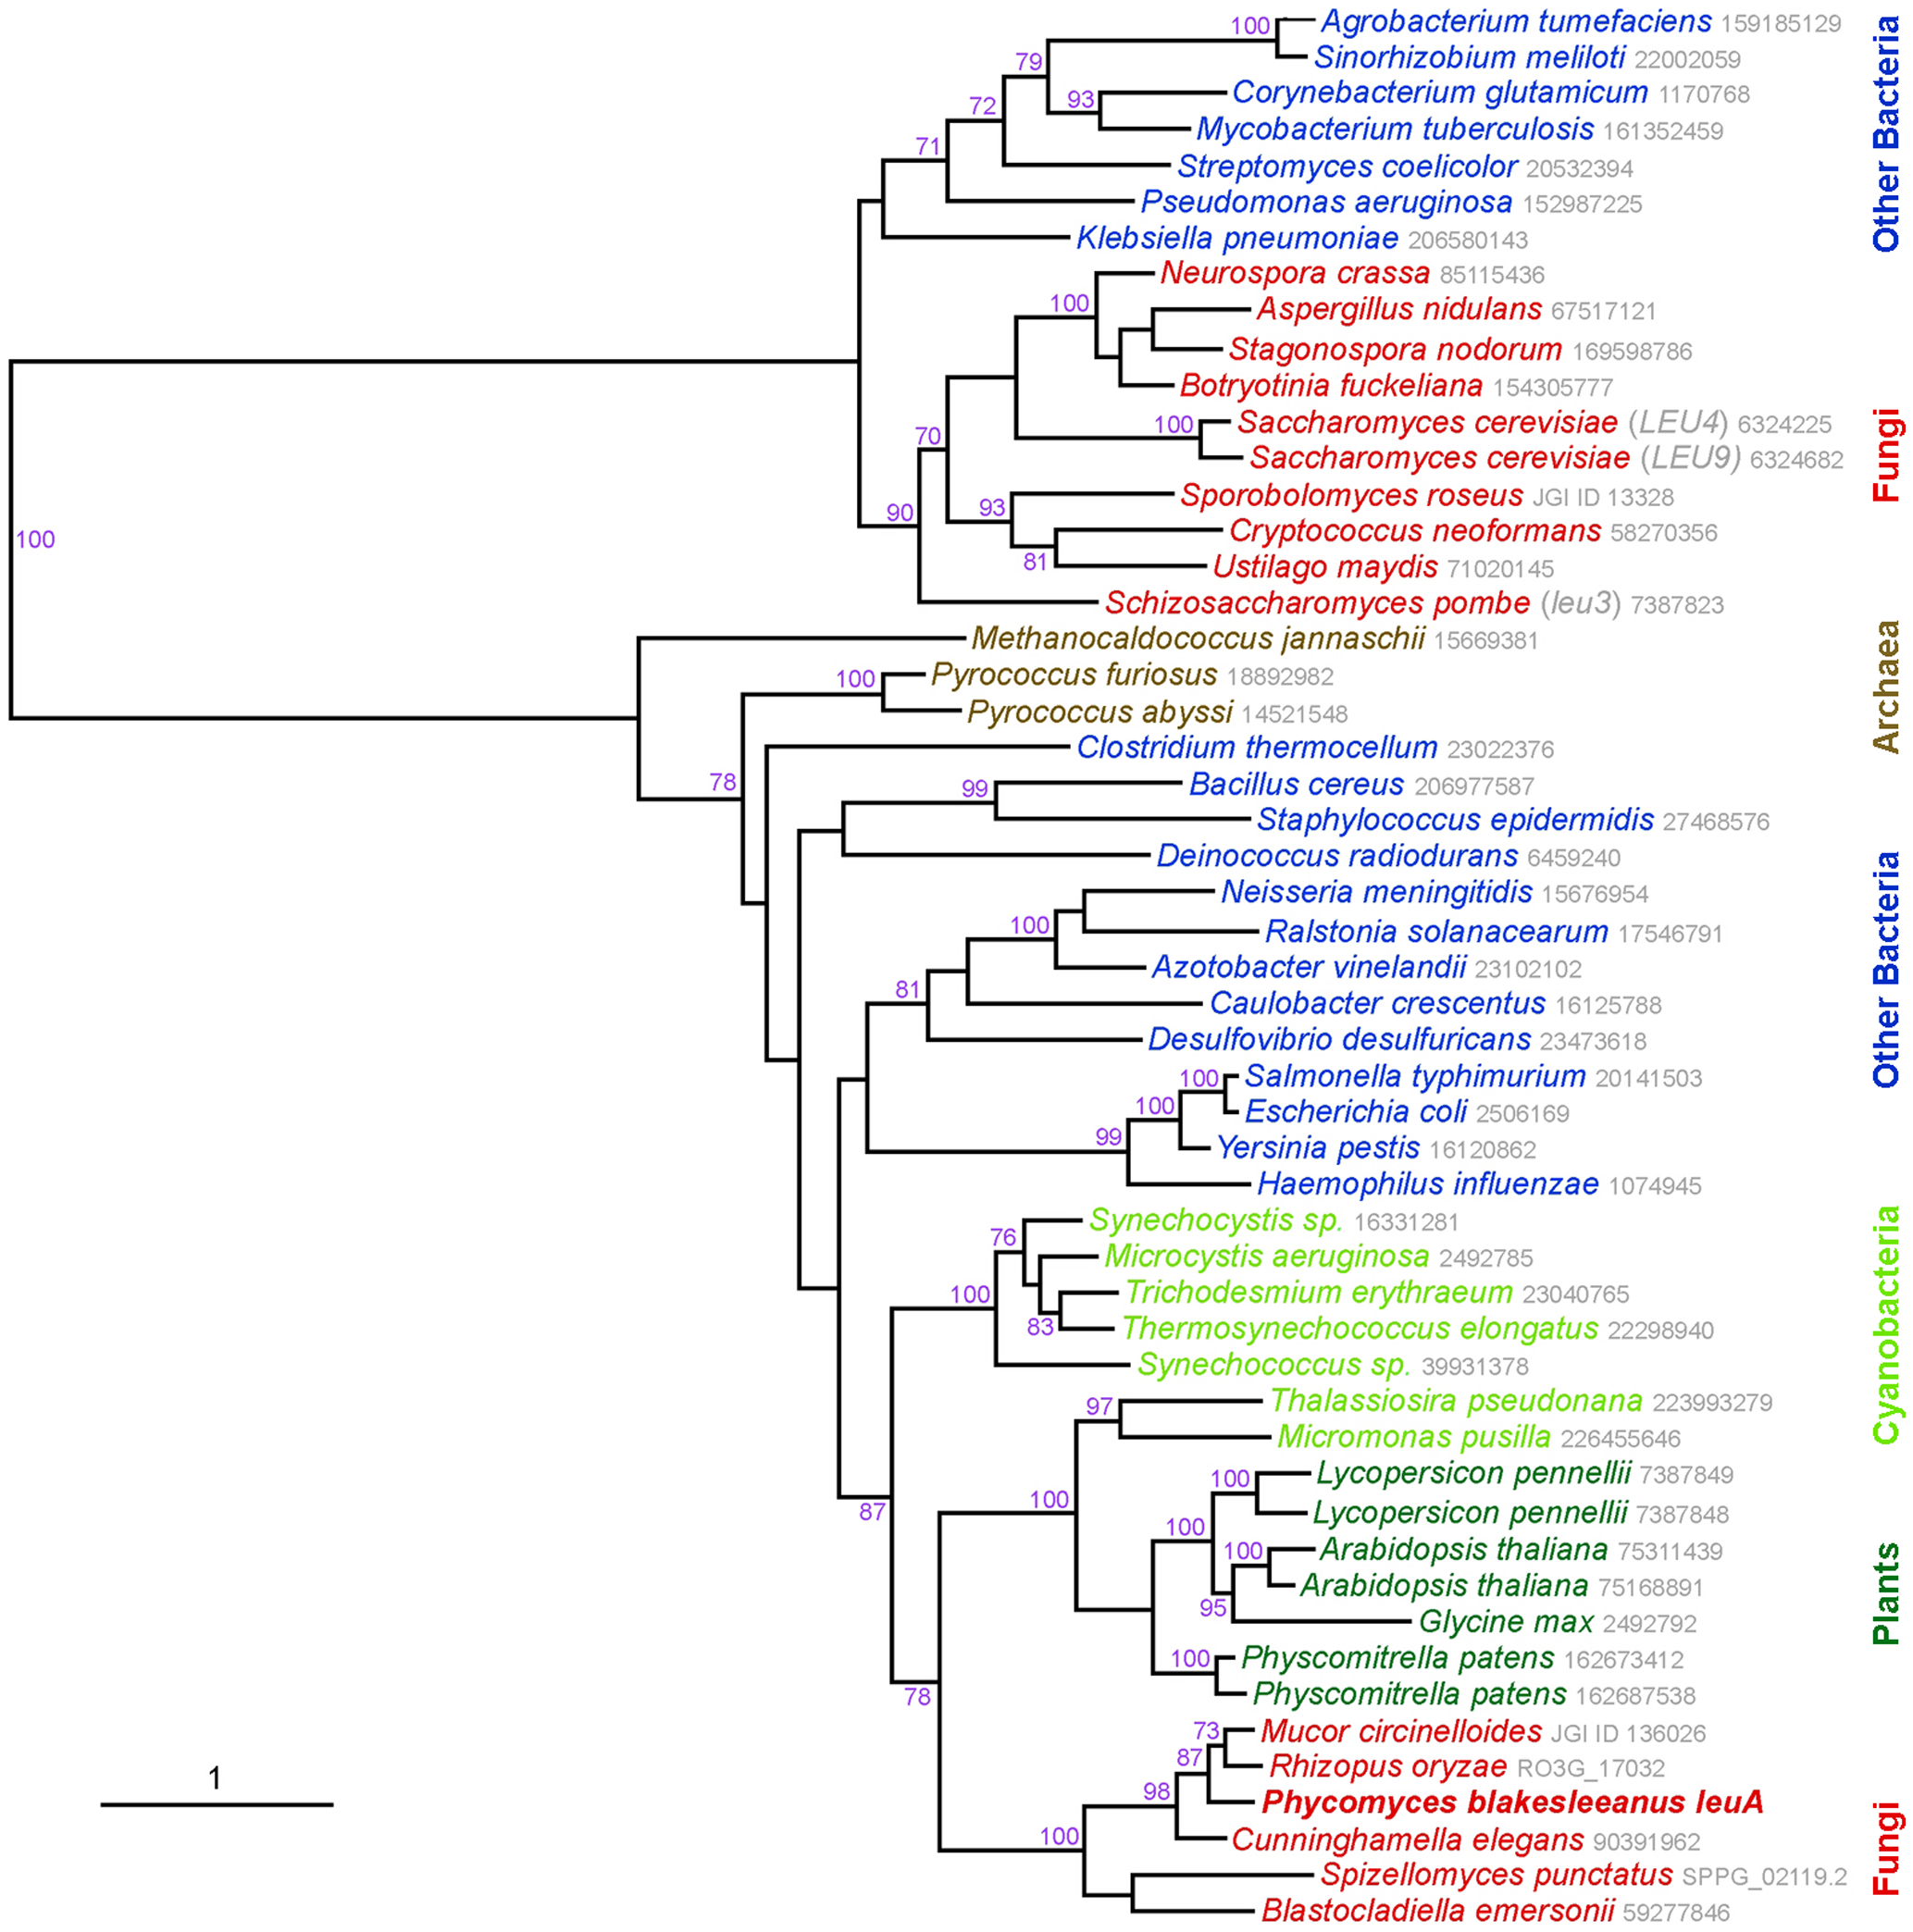 100 Agrobacterium tumefaciens 159185129
Sinorhizobium meliloti 22002059
79
93 Corynebacterium glutamicum 1170768
72
Mycobacterium tuberculosis 161352459
71
Streptomyces coelicolor 20532394
Pseudomonas aeruginosa 152987225
Klebsiella pneumoniae 206580143
Other Bacteria
Neurospora crassa 85115436
100
Aspergillus nidulans 67517121
Stagonospora nodorum 169598786
Botryotinia fuckeliana 154305777
100 Saccharomyces cerevisiae (LEU4) 6324225
70
Saccharomyces cerevisiae (LEU9) 6324682
Fungi
93 Sporobolomyces roseus JGI ID 13328
90
Cryptococcus neoformans 58270356
100
81 Ustilago maydis 71020145
Schizosaccharomyces pombe (leu3) 7387823
Methanocaldococcus jannaschii 15669381
100 Pyrococcus furiosus 18892982
Pyrococcus abyssi 14521548
Archaea
Clostridium thermocellum 23022376
78
99 Bacillus cereus 206977587
Staphylococcus epidermidis 27468576
Deinococcus radiodurans 6459240
Neisseria meningitidis 15676954
100
Ralstonia solanacearum 17546791
Azotobacter vinelandii 23102102
81
Caulobacter crescentus 16125788
Desulfovibrio desulfuricans 23473618
Other Bacteria
100 Salmonella typhimurium 20141503
100
Escherichia coli 2506169
99
Yersinia pestis 16120862
Haemophilus influenzae 1074945
Synechocystis sp. 16331281
76
Microcystis aeruginosa 2492785
100
Trichodesmium erythraeum 23040765
83 Thermosynechococcus elongatus 22298940
Synechococcus sp. 39931378
Cyanobacteria
97 Thalassiosira pseudonana 223993279
Micromonas pusilla 226455646
100 Lycopersicon pennellii 7387849
100
87
Lycopersicon pennellii 7387848
100
100 Arabidopsis thaliana 75311439
Arabidopsis thaliana 75168891
95
Glycine max 2492792
Plants
100 Physcomitrella patens 162673412
78
Physcomitrella patens 162687538
73 Mucor circinelloides JGI ID 136026
87
Rhizopus oryzae RO3G_17032
1
98
Phycomyces blakesleeanus leuA
100
Cunninghamella elegans 90391962
Spizellomyces punctatus SPPG_02119.2
Blastocladiella emersonii 59277846
Fungi